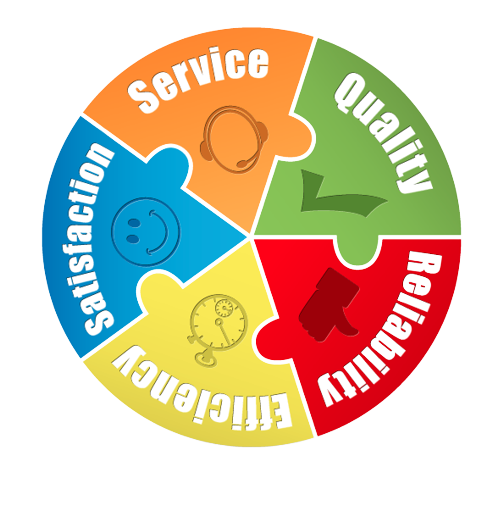 Service
Quality
Reliability
Efficiency
Satisfaction